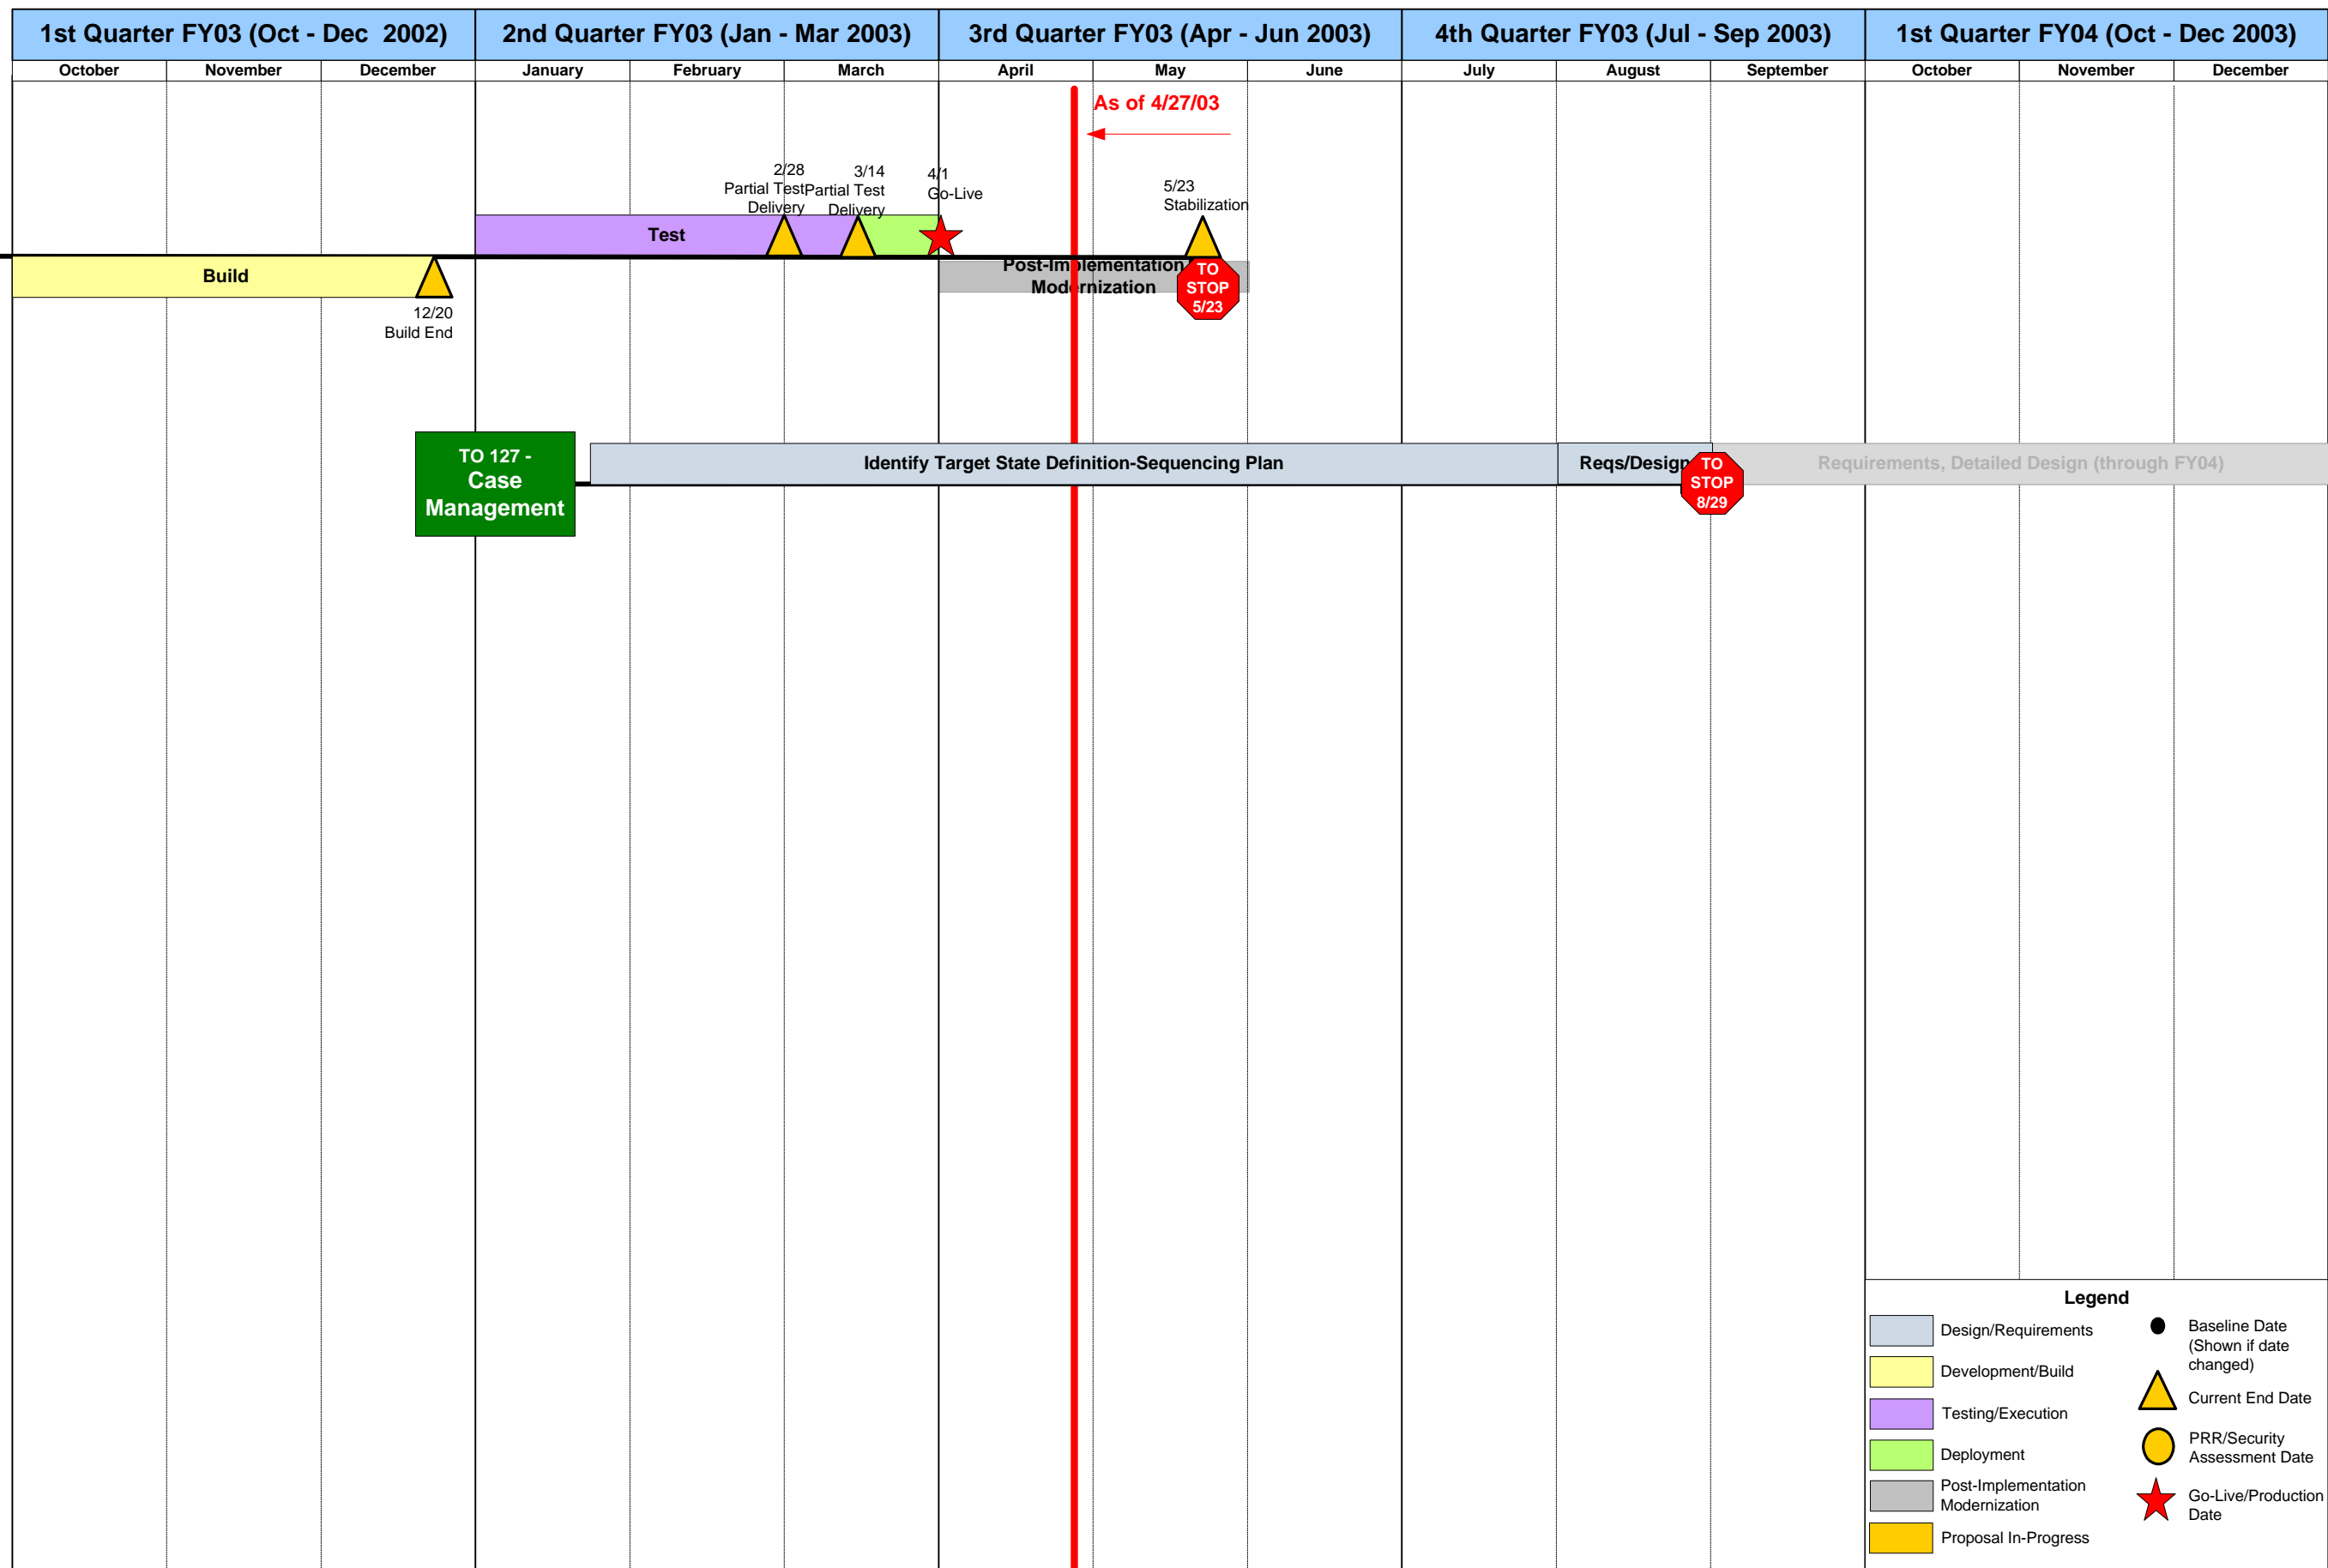 1st Quarter FY03 (Oct - Dec  2002)
2nd Quarter FY03 (Jan - Mar 2003)
3rd Quarter FY03 (Apr - Jun 2003)
4th Quarter FY03 (Jul - Sep 2003)
1st Quarter FY04 (Oct - Dec 2003)
October
November
December
January
February
March
April
May
June
July
August
September
October
November
December
As of 4/27/03
2/28
Partial Test
Delivery
3/14
Partial Test
Delivery
4/1
Go-Live
5/23
Stabilization
Test
Build
Post-Implementation
Modernization
TO
STOP
5/23
12/20
Build End
TO 127 -
Case
Management
Identify Target State Definition-Sequencing Plan
Reqs/Design
TO
STOP
8/29
Requirements, Detailed Design (through FY04)
Legend
Design/Requirements
Development/Build
Testing/Execution
Deployment
Post-Implementation
Modernization
Proposal In-Progress
Baseline Date
(Shown if date
changed)
Current End Date
PRR/Security
Assessment Date
Go-Live/Production
Date